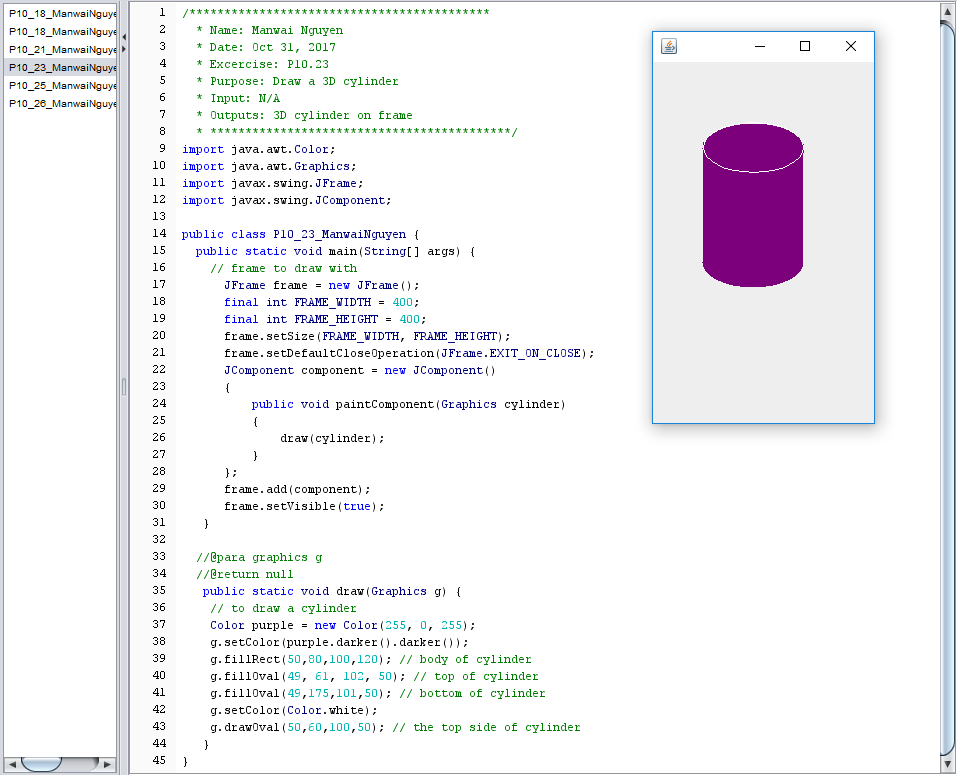 P10_18_ManwaiNguye
P10_18_ManwaiNguye
P10_21_ManwaiNguye
P10_23_ManwaiNguye
P10_25_ManwaiNguye
P10_26_ManwaiNguye
1 /*******************************************
2 * Name: Manwai Nguyen
3 * Date: Oct 31, 2017
4 * Excercise: P10.23
5 * Purpose: Draw a 3D cylinder
6 * Input: N/A
7 * Outputs: 3D cylinder on frame
8 * *******************************************/
9 import java.awt.Color;
10 import java.awt.Graphics;
11 import javax.swing.JFrame;
12 import javax.swing.JComponent;
13
14 public class P10_23_ManwaiNguyen {
15 public static void main(String[] args) {
16 // frame to draw with
17 JFrame frame = new JFrame();
18 final int FRAME_WIDTH = 400;
19 final int FRAME_HEIGHT = 400;
20 frame.setSize(FRAME_WIDTH, FRAME_HEIGHT);
21 frame.setDefaultCloseOperation(JFrame.EXIT_ON_CLOSE);
22 JComponent component = new JComponent()
23 {
24 public void paintComponent(Graphics cylinder)
25 {
26 draw(cylinder);
27 }
28 };
29 frame.add(component);
30 frame.setVisible(true);
31 }
32
33 //@para graphics g
34 //@return null
35 public static void draw(Graphics g) {
36 // to draw a cylinder
37 Color purple = new Color(255, 0, 255);
38 g.setColor(purple.darker().darker());
39 g.fillRect(50,80,100,120); // body of cylinder
40 g.fillOval(49, 61, 102, 50); // top of cylinder
41 g.fillOval(49,175,101,50); // bottom of cylinder
42 g.setColor(Color.white);
43 g.drawOval(50,60,100,50); // the top side of cylinder
44 }
45 }